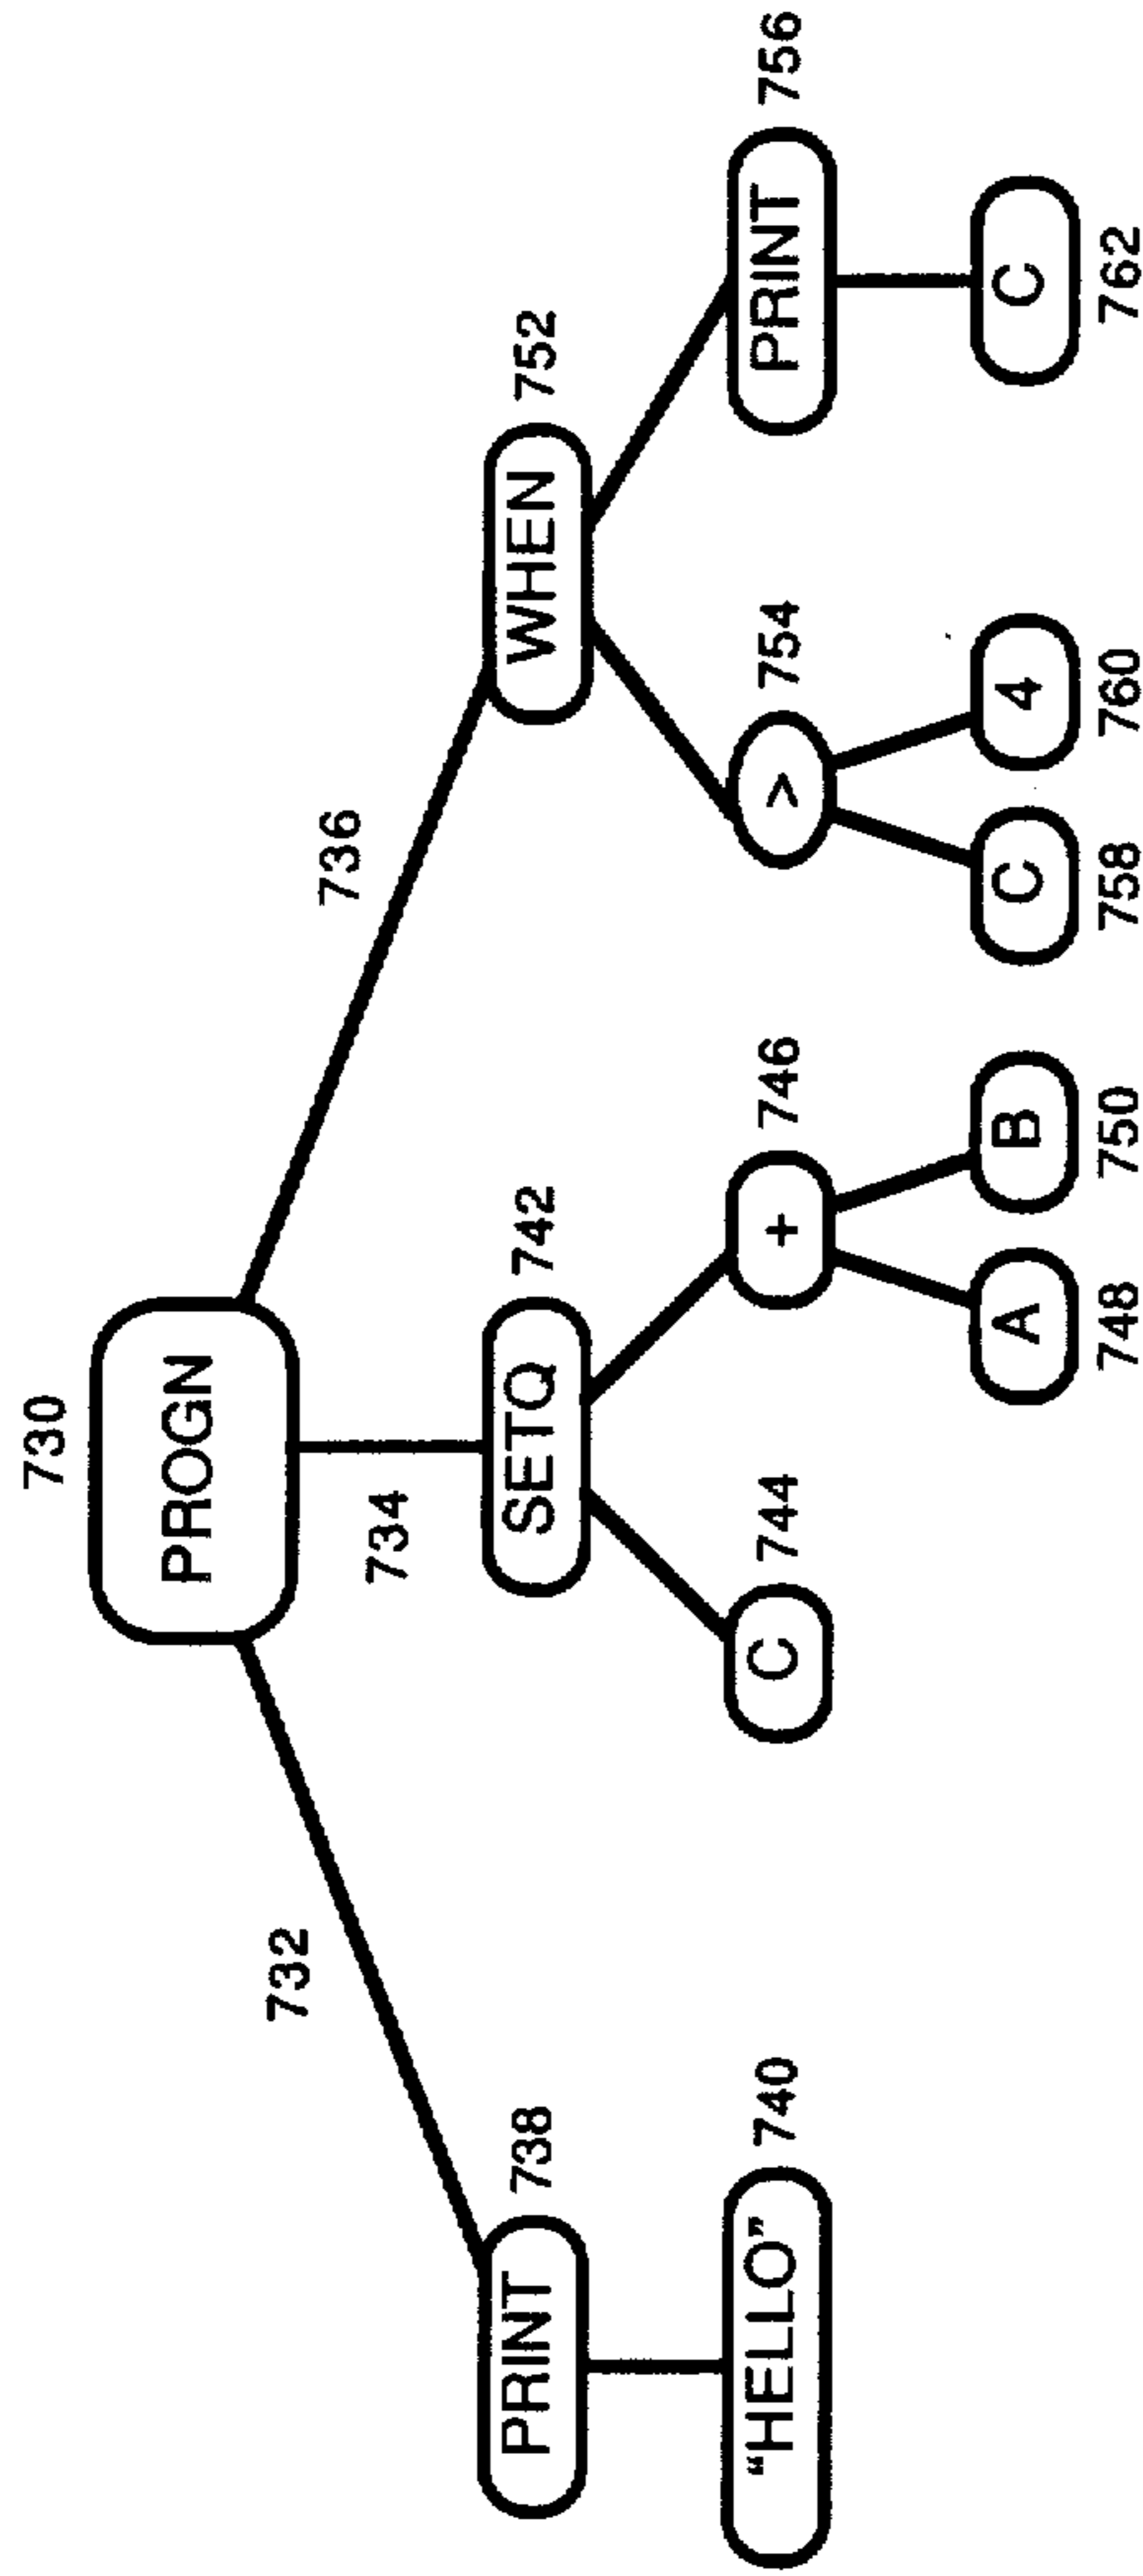 730
PROGN
732
734
736
PRINT 738
SETQ 742
WHEN 752
"HELLO" 740
C 744
+ 746
> 754
PRINT 756
A
B
C
4
C
748
750
758
760
762